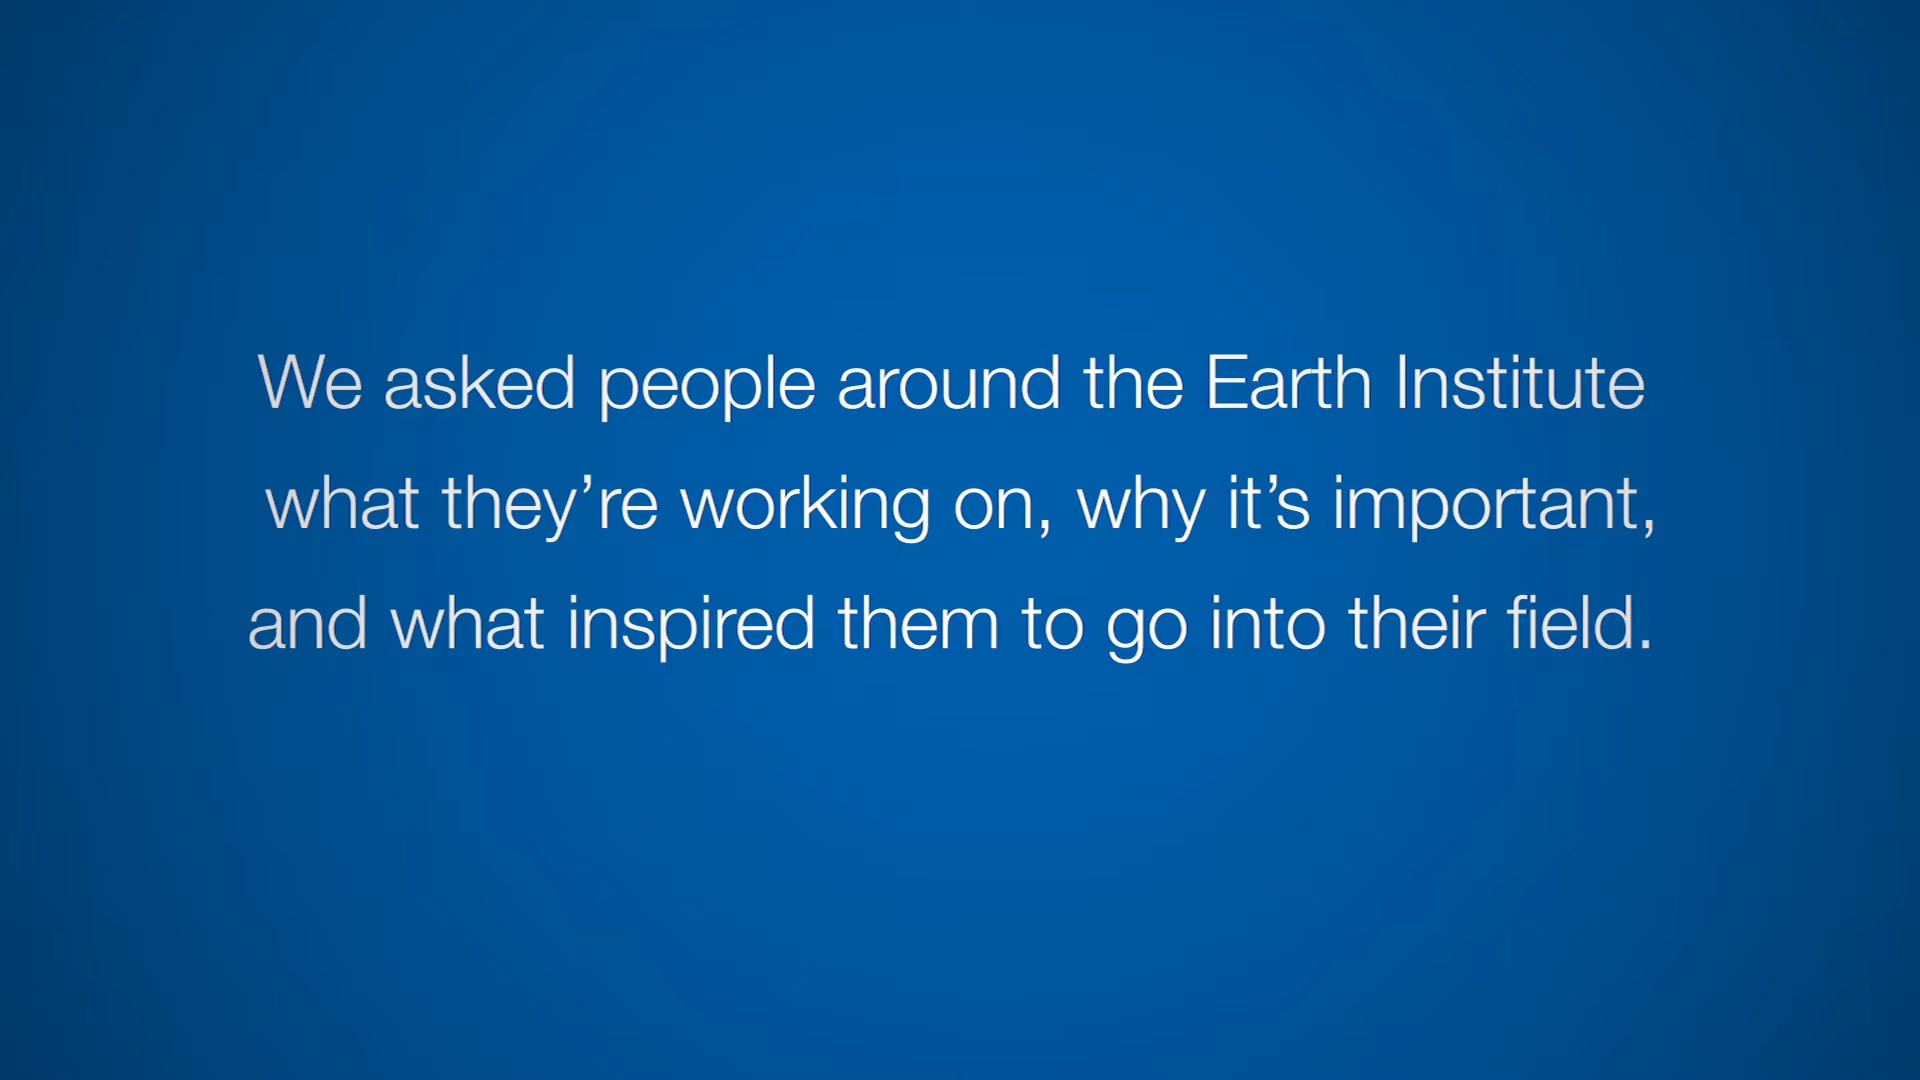 We asked people around the Earth Institute
what they’re working on, why it’s important,
and what inspired them to go into their field.